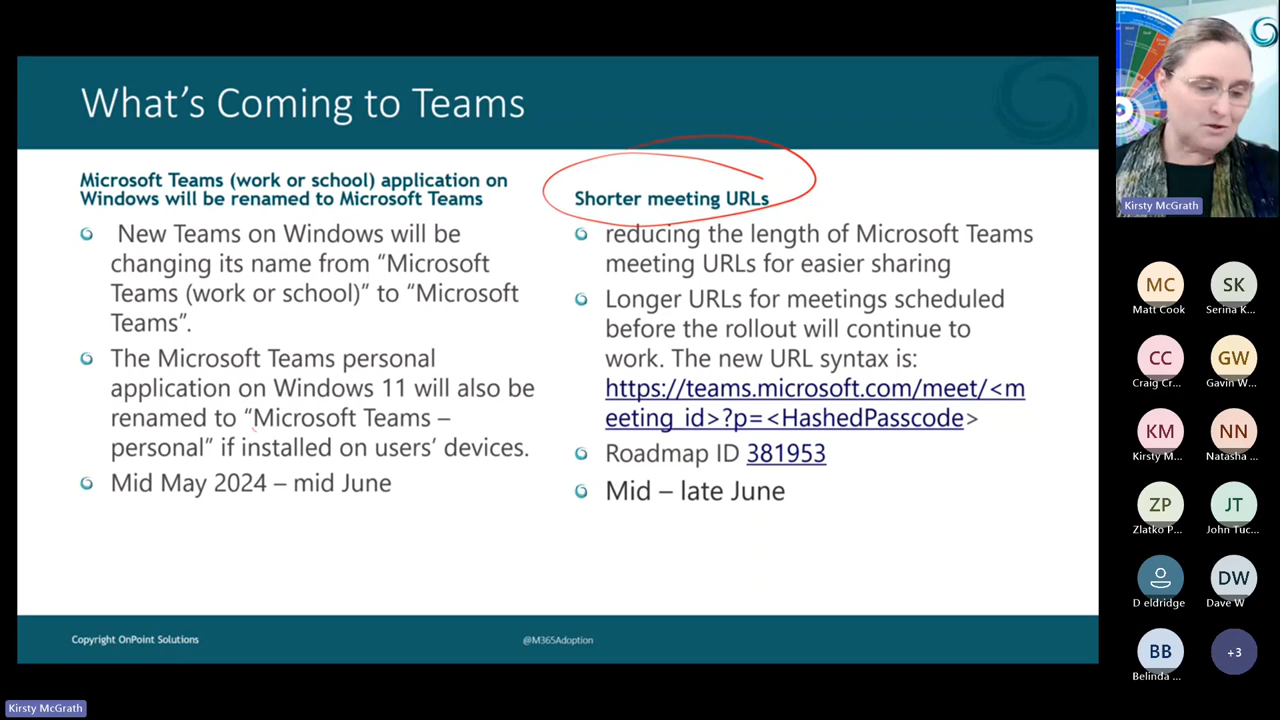 What's Coming to Teams
Microsoft Teams (work or school) application on
Windows will be renamed to Microsoft Teams
New Teams on Windows will be
changing its name from “Microsoft
Teams (work or school)” to “Microsoft
Teams”.
The Microsoft Teams personal
application on Windows 11 will also be
renamed to “Microsoft Teams –
personal” if installed on users’ devices.
Mid May 2024 – mid June
Shorter meeting URLs
reducing the length of Microsoft Teams
meeting URLs for easier sharing
Longer URLs for meetings scheduled
before the rollout will continue to
work. The new URL syntax is:
https://teams.microsoft.com/meet/<m
eeting_id>?p=<HashedPasscode>
Roadmap ID 381953
Mid – late June
Copyright OnPoint Solutions
@M365Adoption
Kirsty McGrath
MC
Matt Cook
SK
Serina K...
CC
Craig Cr...
GW
Gavin W...
KM
Kirsty M...
NN
Natasha ...
ZP
Zlatko P...
JT
John Tuc...
D eldridge
DW
Dave W
BB
Belinda ...
+3
Kirsty McGrath